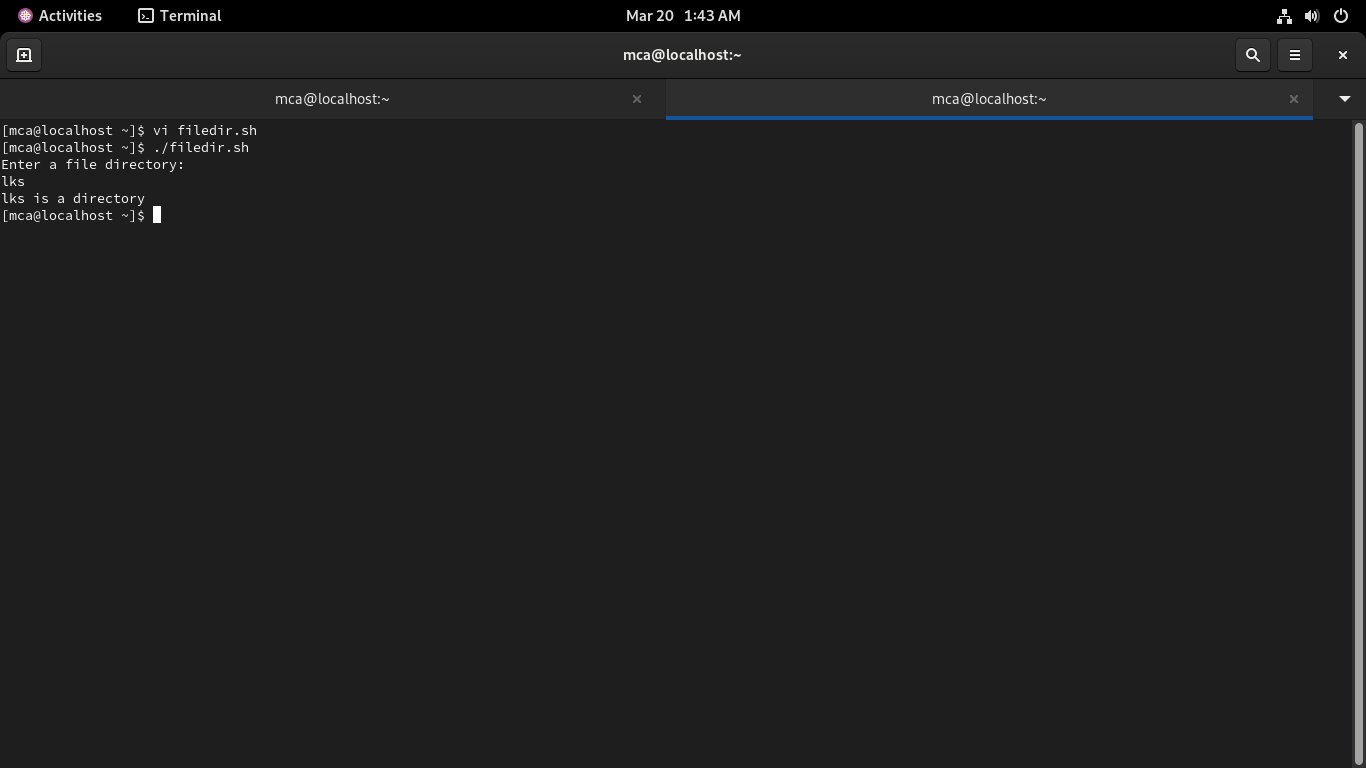 Activities Terminal Mar 20 1:43 AM
mca@localhost:~
mca@localhost:~ mca@localhost:~
[mca@localhost ~]$ vi filedir.sh
[mca@localhost ~]$ ./filedir.sh
Enter a file directory:
lks
lks is a directory
[mca@localhost ~]$